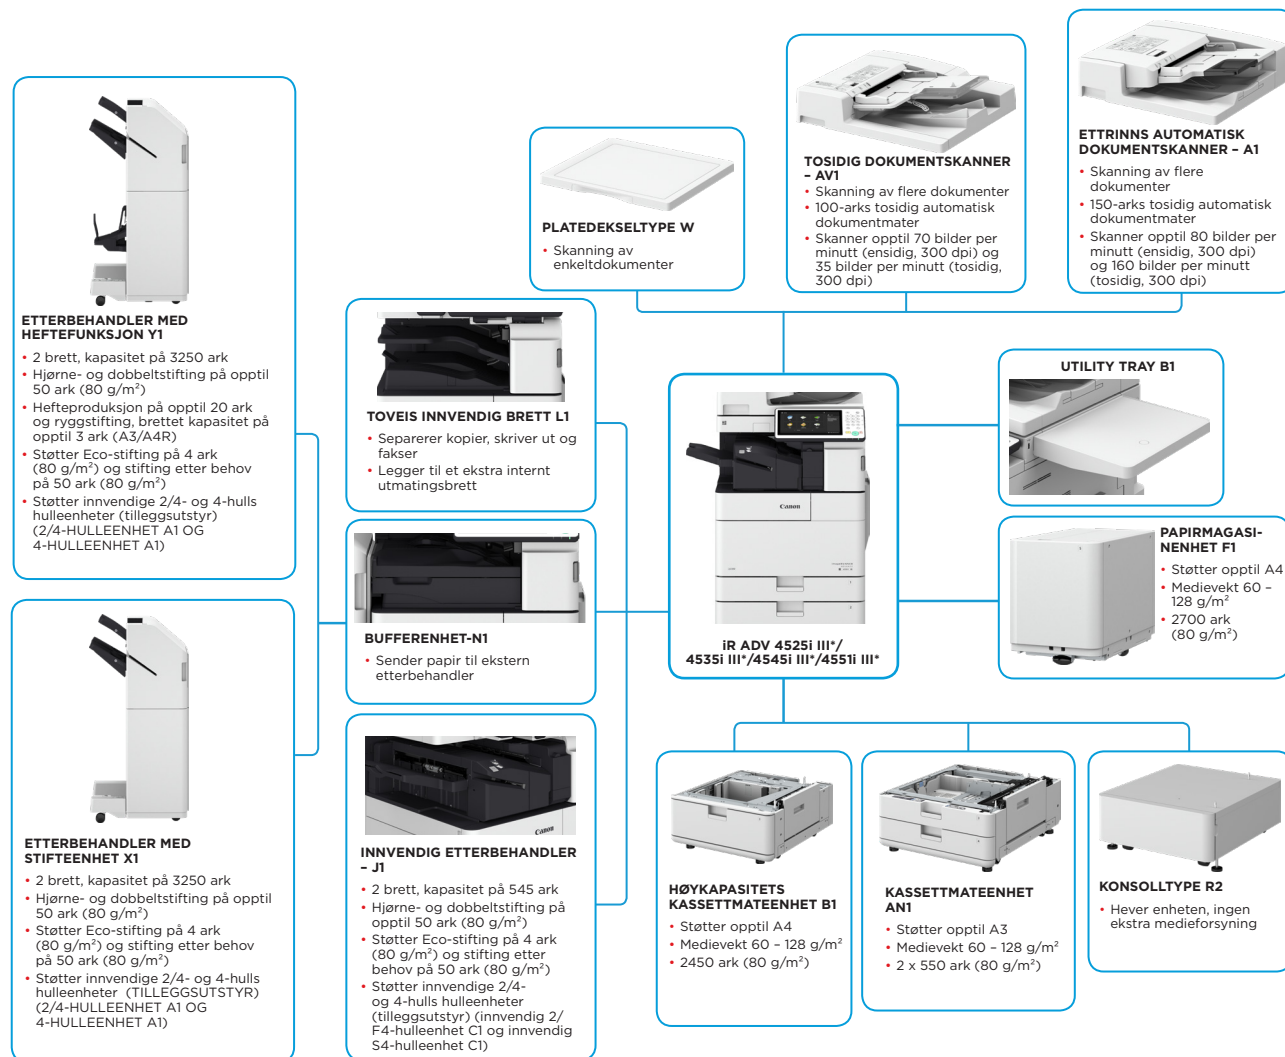 ETTERBEHANDLER MED
HEFTEFUNKSJON Y1
• 2 brett, kapasitet på 3250 ark
• Hjørne- og dobbeltstifting på opptil
50 ark (80 g/m²)
• Hefteproduksjon på opptil 20 ark
og ryggstifting, brettet kapasitet på
opptil 3 ark (A3/A4R)
• Støtter Eco-stifting på 4 ark
(80 g/m²) og stifting etter behov
på 50 ark (80 g/m²)
• Støtter innvendige 2/4- og 4-hulls
hulleenheter (tilleggsutstyr)
(2/4-HULLEENHET A1 OG
4-HULLEENHET A1)
ETTERBEHANDLER MED
STIFTEENHET X1
• 2 brett, kapasitet på 3250 ark
• Hjørne- og dobbeltstifting på opptil
50 ark (80 g/m²)
• Støtter Eco-stifting på 4 ark
(80 g/m²) og stifting etter behov
på 50 ark (80 g/m²)
• Støtter innvendige 2/4- og 4-hulls
hulleenheter (TILLEGGSUTSTYR)
(2/4-HULLEENHET A1 OG
4-HULLEENHET A1)
TOVEIS INNVENDIG BRETT L1
• Separerer kopier, skriver ut og
fakser
• Legger til et ekstra internt
utmatingsbrett
BUFFERENHET-N1
• Sender papir til ekstern
etterbehandler
Canon
INNVENDIG ETTERBEHANDLER
– J1
• 2 brett, kapasitet på 545 ark
• Hjørne- og dobbeltstifting på
opptil 50 ark (80 g/m²)
• Støtter Eco-stifting på 4 ark
(80 g/m²) og stifting etter
behov på 50 ark (80 g/m²)
• Støtter innvendige 2/4-
og 4-hulls hulleenheter
(tilleggsutstyr) (innvendig 2/
F4-hulleenhet C1 og innvendig
S4-hulleenhet C1)
PLATEDEKSELTYPE W
• Skanning av
enkeltdokumenter
TOSIDIG DOKUMENTSKANNER
– AV1
• Skanning av flere dokumenter
• 100-arks tosidig automatisk
dokumentmater
• Skanner opptil 70 bilder per
minutt (ensidig, 300 dpi) og
35 bilder per minutt (tosidig,
300 dpi)
ETTRINNS AUTOMATISK
DOKUMENTSKANNER – A1
• Skanning av flere
dokumenter
• 150-arks tosidig automatisk
dokumentmater
• Skanner opptil 80 bilder per
minutt (ensidig, 300 dpi)
og 160 bilder per minutt
(tosidig, 300 dpi)
Canon
iR ADV 4525i III*/
4535i III*/4545i III*/4551i III*
UTILITY TRAY B1
PAPIRMAGASI-
NENHET F1
• Støtter opptil A4
• Medievekt 60 –
128 g/m²
• 2700 ark
(80 g/m²)
HØYKAPASITETS
KASSETTMATEENHET B1
• Støtter opptil A4
• Medievekt 60 – 128 g/m²
• 2450 ark (80 g/m²)
KASSETTMATEENHET
AN1
• Støtter opptil A3
• Medievekt 60 – 128 g/m²
• 2 x 550 ark (80 g/m²)
KONSOLLTYPE R2
• Hever enheten, ingen
ekstra medieforsyning